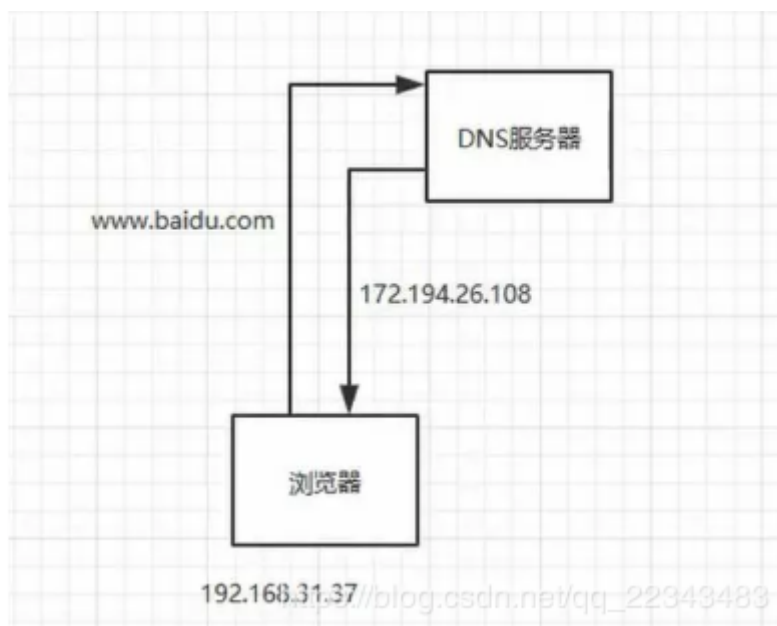 DNS服务器
www.baidu.com
172.194.26.108
浏览器
192.168.31.37
https://blog.csdn.net/qq_22343483